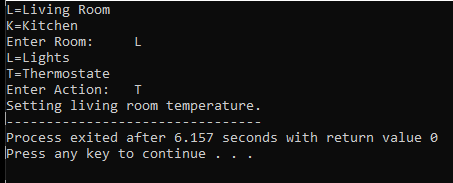 L=Living Room
K=Kitchen
Enter Room:     L
L=Lights
T=Thermostate
Enter Action:   T
Setting living room temperature.
--------------------------------
Process exited after 6.157 seconds with return value 0
Press any key to continue . . .